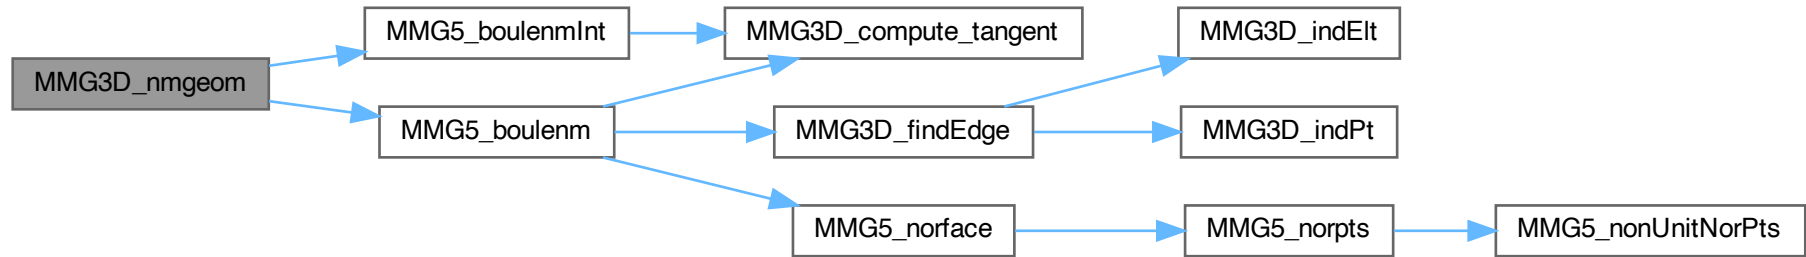 MMG5_boulenmInt
MMG3D_compute_tangent
MMG3D_indElt
MMG3D_nmgeom
MMG5_boulenm
MMG3D_findEdge
MMG3D_indPt
MMG5_norface
MMG5_norpts
MMG5_nonUnitNorPts